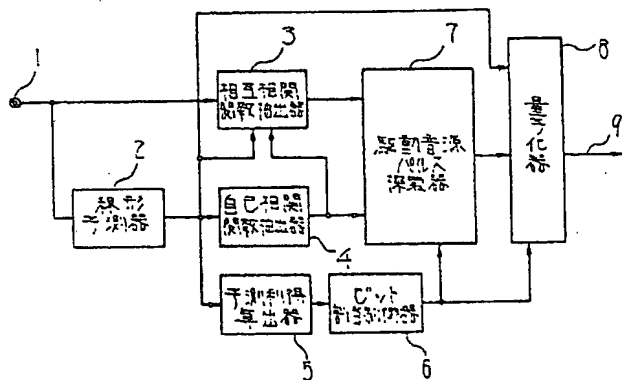 1
3
7
8
相互相関
関数抽出器
駆動音源
パルス
探索器
量子化器
9
2
線形
予測器
自己相関
関数抽出器
4
予測利得
算出器
ビット
5
6